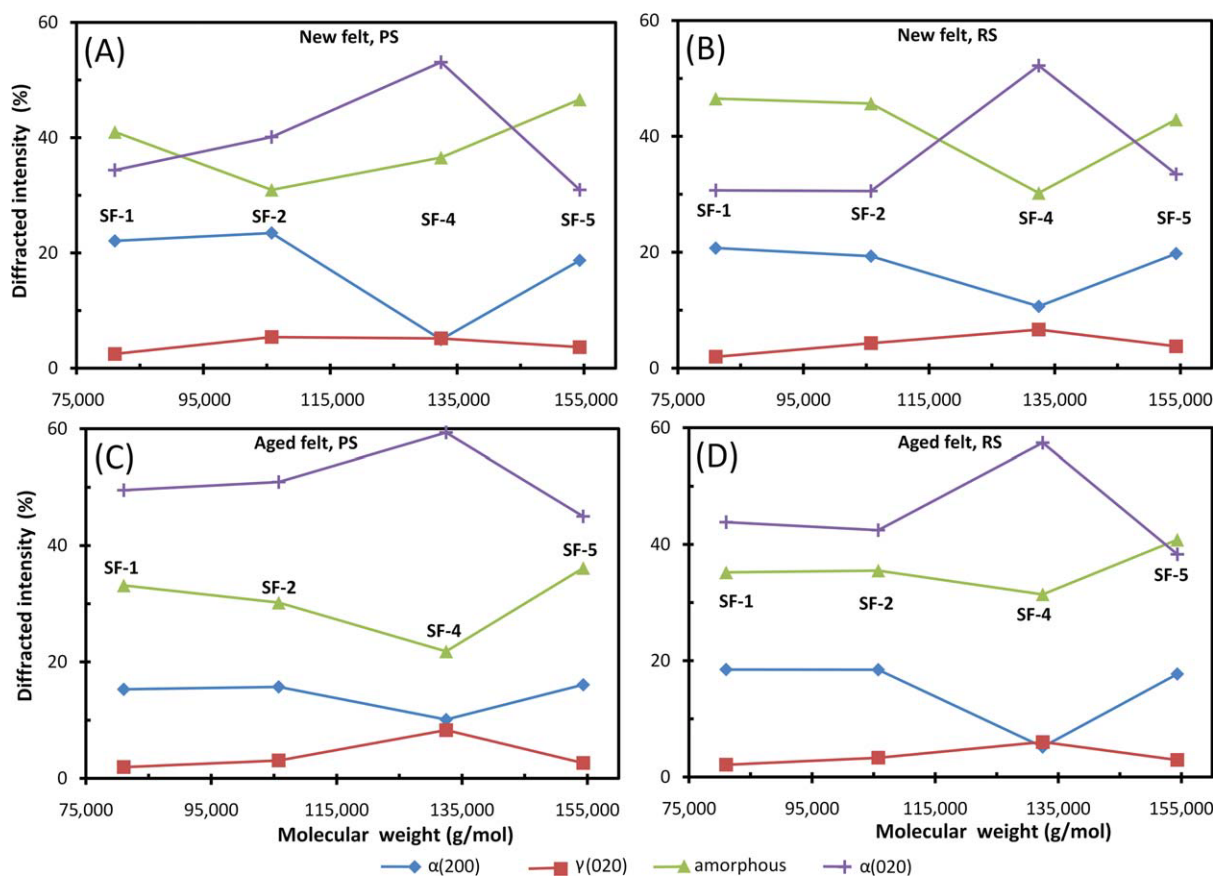 (A)
New felt, PS
60
40
20
0
Diffracted intensity (%)
SF-1
SF-2
SF-4
SF-5
75,000 95,000 115,000 135,000 155,000
(B)
New felt, RS
60
40
20
0
SF-1
SF-2
SF-4
SF-5
75,000 95,000 115,000 135,000 155,000
(C)
Aged felt, PS
60
40
20
0
Diffracted intensity (%)
SF-1
SF-2
SF-4
SF-5
75,000 95,000 115,000 135,000 155,000
Molecular weight (g/mol)
(D)
Aged felt, RS
60
40
20
0
SF-1
SF-2
SF-4
SF-5
75,000 95,000 115,000 135,000 155,000
Molecular weight (g/mol)
α(200) γ(020) amorphous α(020)